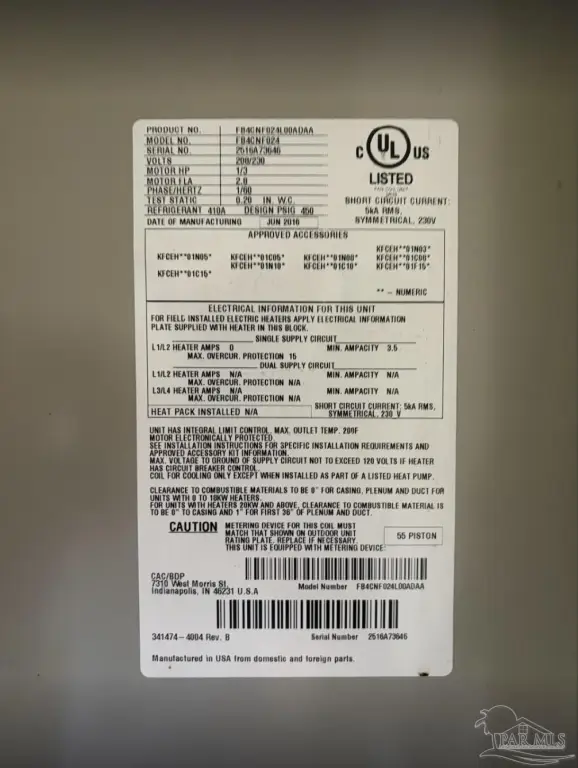 PRODUCT NO. FB4CNF024L00ADAA
MODEL NO. FB4CNF024
SERIAL NO. 2516A73646
VOLTS 208/230
MOTOR HP 1/3
MOTOR FLA 2.8
PHASE/HERTZ 1/60
TEST STATIC 0.20 IN. W.C.
REFRIGERANT 410A DESIGN PSIG 450
DATE OF MANUFACTURING JUN 2016
C UL US
LISTED
SHORT CIRCUIT CURRENT:
5kA RMS,
SYMMETRICAL, 230V
APPROVED ACCESSORIES
KFCEH**01N03*
KFCEH**01N05* KFCEH**01C05* KFCEH**01N08* KFCEH**01C08*
KFCEH**01N10* KFCEH**01C10* KFCEH**01F15*
KFCEH**01C15*
** - NUMERIC
ELECTRICAL INFORMATION FOR THIS UNIT
FOR FIELD INSTALLED ELECTRIC HEATERS APPLY ELECTRICAL INFORMATION
PLATE SUPPLIED WITH HEATER IN THIS BLOCK.
SINGLE SUPPLY CIRCUIT
L1/L2 HEATER AMPS 0 MIN. AMPACITY 3.5
MAX. OVERCUR. PROTECTION 15
DUAL SUPPLY CIRCUIT
L1/L2 HEATER AMPS N/A MIN. AMPACITY N/A
MAX. OVERCUR. PROTECTION N/A
L3/L4 HEATER AMPS N/A MIN. AMPACITY N/A
MAX. OVERCUR. PROTECTION N/A
HEAT PACK INSTALLED N/A
SHORT CIRCUIT CURRENT: 5kA RMS,
SYMMETRICAL, 230 V
UNIT HAS INTEGRAL LIMIT CONTROL. MAX. OUTLET TEMP. 200F
MOTOR ELECTRONICALLY PROTECTED.
SEE INSTALLATION INSTRUCTIONS FOR SPECIFIC INSTALLATION REQUIREMENTS AND
APPROVED ACCESSORY KIT INFORMATION.
MAX. VOLTAGE TO GROUND OF SUPPLY CIRCUIT NOT TO EXCEED 120 VOLTS IF HEATER
HAS CIRCUIT BREAKER CONTROL.
COIL FOR COOLING ONLY EXCEPT WHEN INSTALLED AS PART OF A LISTED HEAT PUMP.
CLEARANCE TO COMBUSTIBLE MATERIALS TO BE 0" FOR CASING, PLENUM AND DUCT FOR
UNITS WITH 0 TO 18KW HEATERS.
FOR UNITS WITH HEATERS 20KW AND ABOVE, CLEARANCE TO COMBUSTIBLE MATERIAL IS
TO BE 0" TO CASING AND 1" FOR FIRST 36" OF PLENUM AND DUCT.
CAUTION METERING DEVICE FOR THIS COIL MUST
MATCH THAT SHOWN ON OUTDOOR UNIT
RATING PLATE. REPLACE IF NECESSARY.
THIS UNIT IS EQUIPPED WITH METERING DEVICE:
55 PISTON
CAC/BDP
7310 West Morris St.
Indianapolis, IN 46231 U.S.A
Model Number FB4CNF024L00ADAA
341474-4004 Rev. B Serial Number 2516A73646
Manufactured in USA from domestic and foreign parts.
PAR MLS